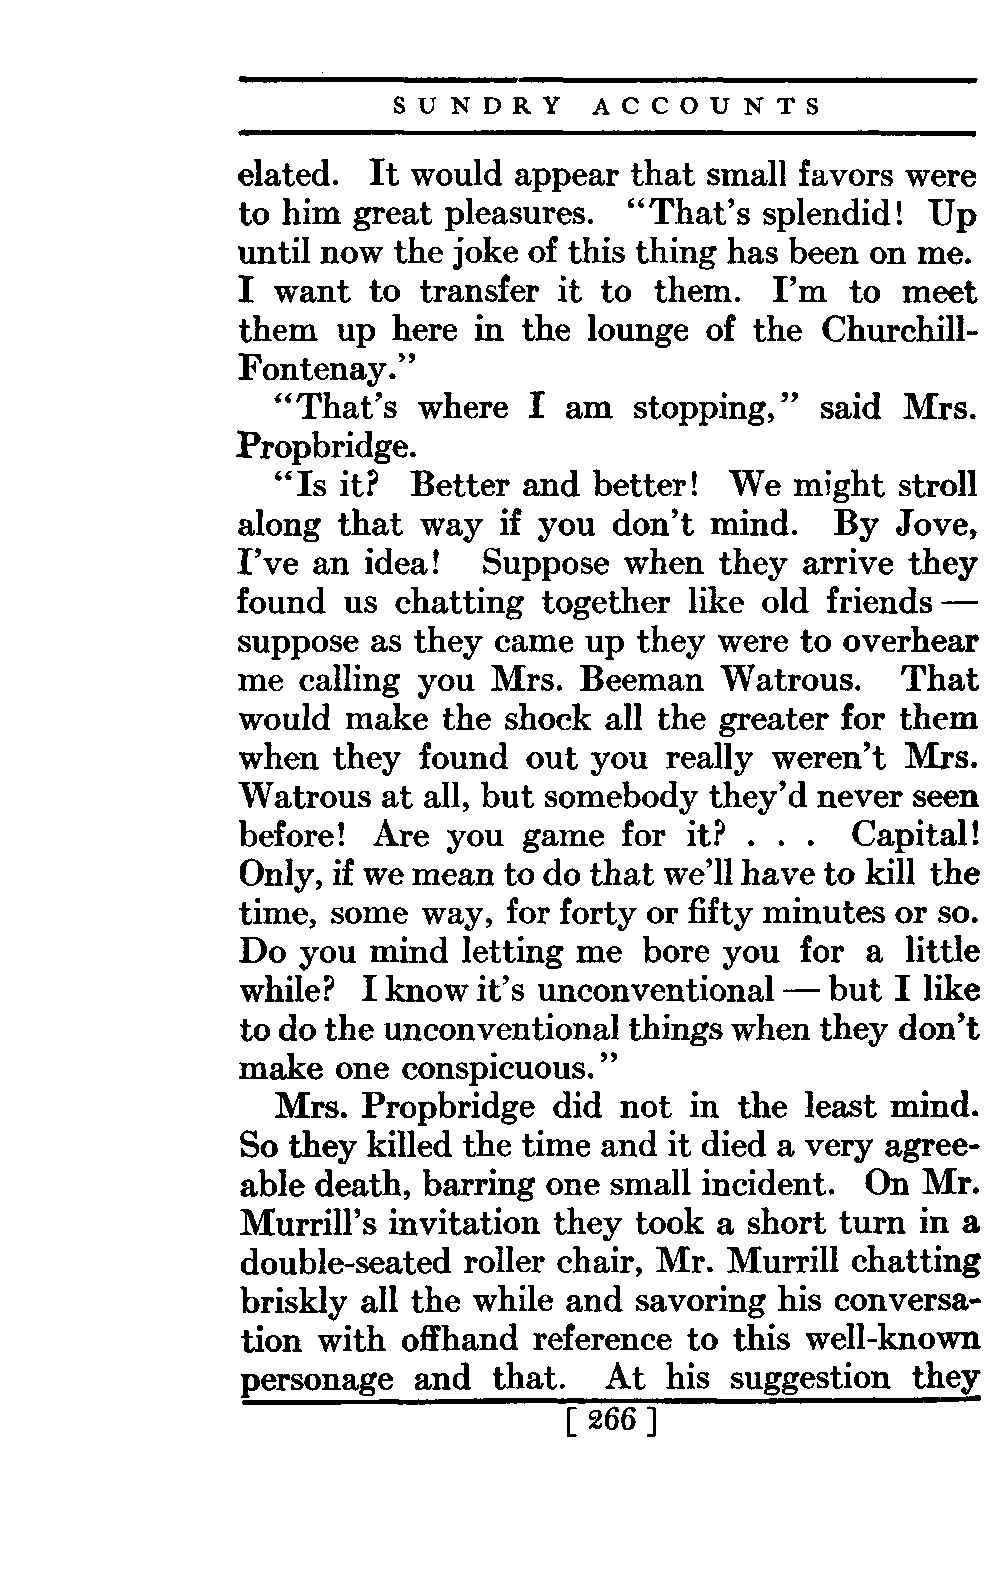 SUNDRY ACCOUNTS
elated. It would appear that small favors were
to him great pleasures. “That’s splendid! Up
until now the joke of this thing has been on me.
I want to transfer it to them. I’m to meet
them up here in the lounge of the Churchill-
Fontenay.”
“That’s where I am stopping,” said Mrs.
Propbridge.
“Is it? Better and better! We might stroll
along that way if you don’t mind. By Jove,
I’ve an idea! Suppose when they arrive they
found us chatting together like old friends —
suppose as they came up they were to overhear
me calling you Mrs. Beeman Watrous. That
would make the shock all the greater for them
when they found out you really weren’t Mrs.
Watrous at all, but somebody they’d never seen
before! Are you game for it? . . . Capital!
Only, if we mean to do that we’ll have to kill the
time, some way, for forty or fifty minutes or so.
Do you mind letting me bore you for a little
while? I know it’s unconventional — but I like
to do the unconventional things when they don’t
make one conspicuous.”
Mrs. Propbridge did not in the least mind.
So they killed the time and it died a very agree-
able death, barring one small incident. On Mr.
Murrill’s invitation they took a short turn in a
double-seated roller chair, Mr. Murrill chatting
briskly all the while and savoring his conversa-
tion with offhand reference to this well-known
personage and that. At his suggestion they
[ 266 ]